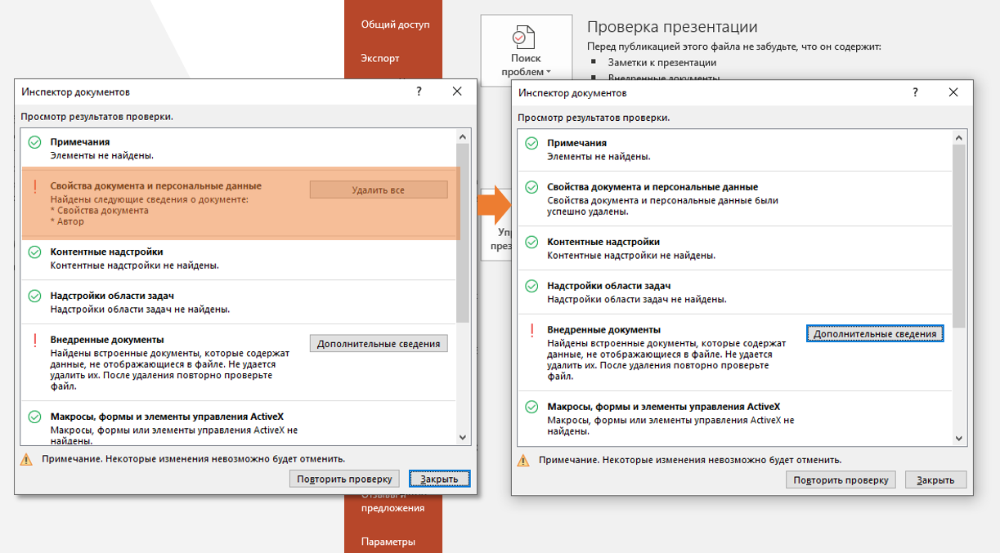 Общий доступ
Экспорт
Поиск
проблем
Проверка презентации
Перед публикацией этого файла не забудьте, что он содержит:
Заметки к презентации
Внедренные документы
Инспектор документов
?
Просмотр результатов проверки.
Примечания
Элементы не найдены.
Свойства документа и персональные данные
Удалить все
Найдены следующие сведения о документе:
* Свойства документа
* Автор
Контентные надстройки
Контентные надстройки не найдены.
Надстройки области задач
Надстройки области задач не найдены.
Внедренные документы
Дополнительные сведения
Найдены встроенные документы, которые содержат
данные, не отображающиеся в файле. Не удается
удалить их. После удаления повторно проверьте
файл.
Макросы, формы и элементы управления ActiveX
Макросы, формы или элементы управления ActiveX не
найдены.
Примечание. Некоторые изменения невозможно будет отменить.
Повторить проверку
Закрыть
Инспектор документов
?
Просмотр результатов проверки.
Примечания
Элементы не найдены.
Свойства документа и персональные данные
Свойства документа и персональные данные были
успешно удалены.
Контентные надстройки
Контентные надстройки не найдены.
Надстройки области задач
Надстройки области задач не найдены.
Внедренные документы
Дополнительные сведения
Найдены встроенные документы, которые содержат
данные, не отображающиеся в файле. Не удается
удалить их. После удаления повторно проверьте
файл.
Макросы, формы и элементы управления ActiveX
Макросы, формы или элементы управления ActiveX не
найдены.
Примечание. Некоторые изменения невозможно будет отменить.
Повторить проверку
Закрыть
Отзывы и
предложения
Параметры